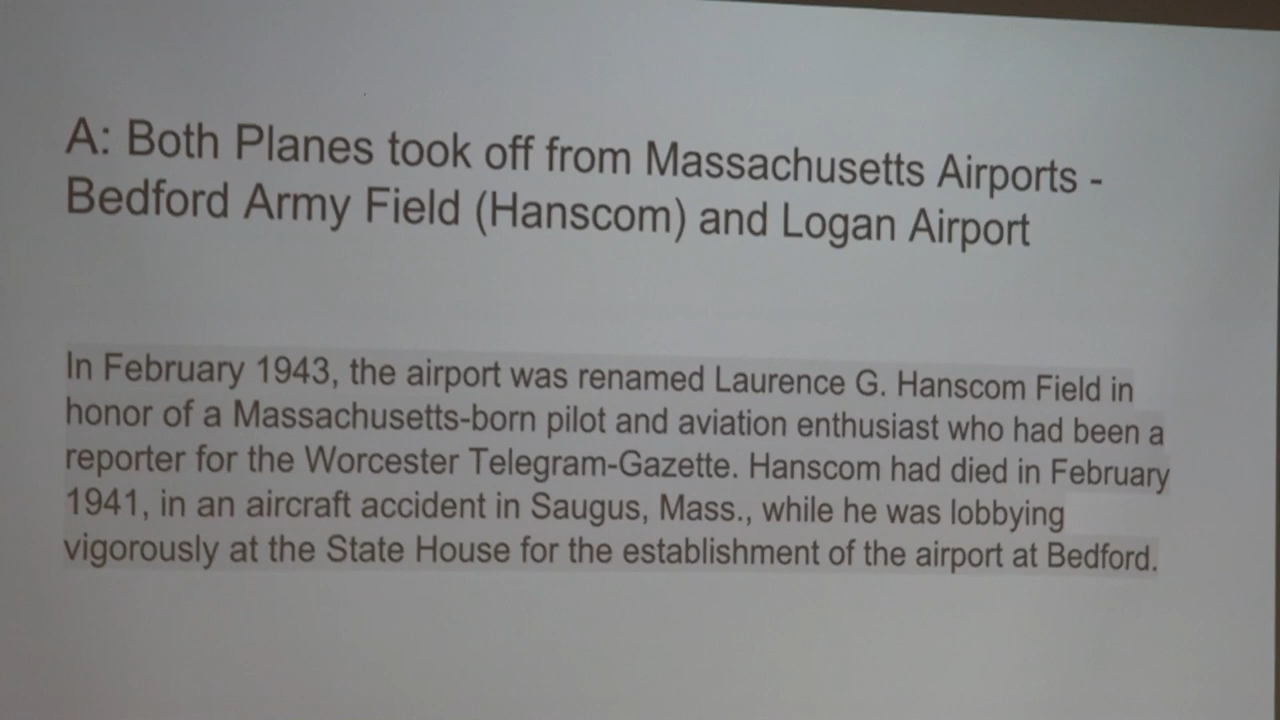 A: Both Planes took off from Massachusetts Airports -
Bedford Army Field (Hanscom) and Logan Airport
In February 1943, the airport was renamed Laurence G. Hanscom Field in
honor of a Massachusetts-born pilot and aviation enthusiast who had been a
reporter for the Worcester Telegram-Gazette. Hanscom had died in February
1941, in an aircraft accident in Saugus, Mass., while he was lobbying
vigorously at the State House for the establishment of the airport at Bedford.